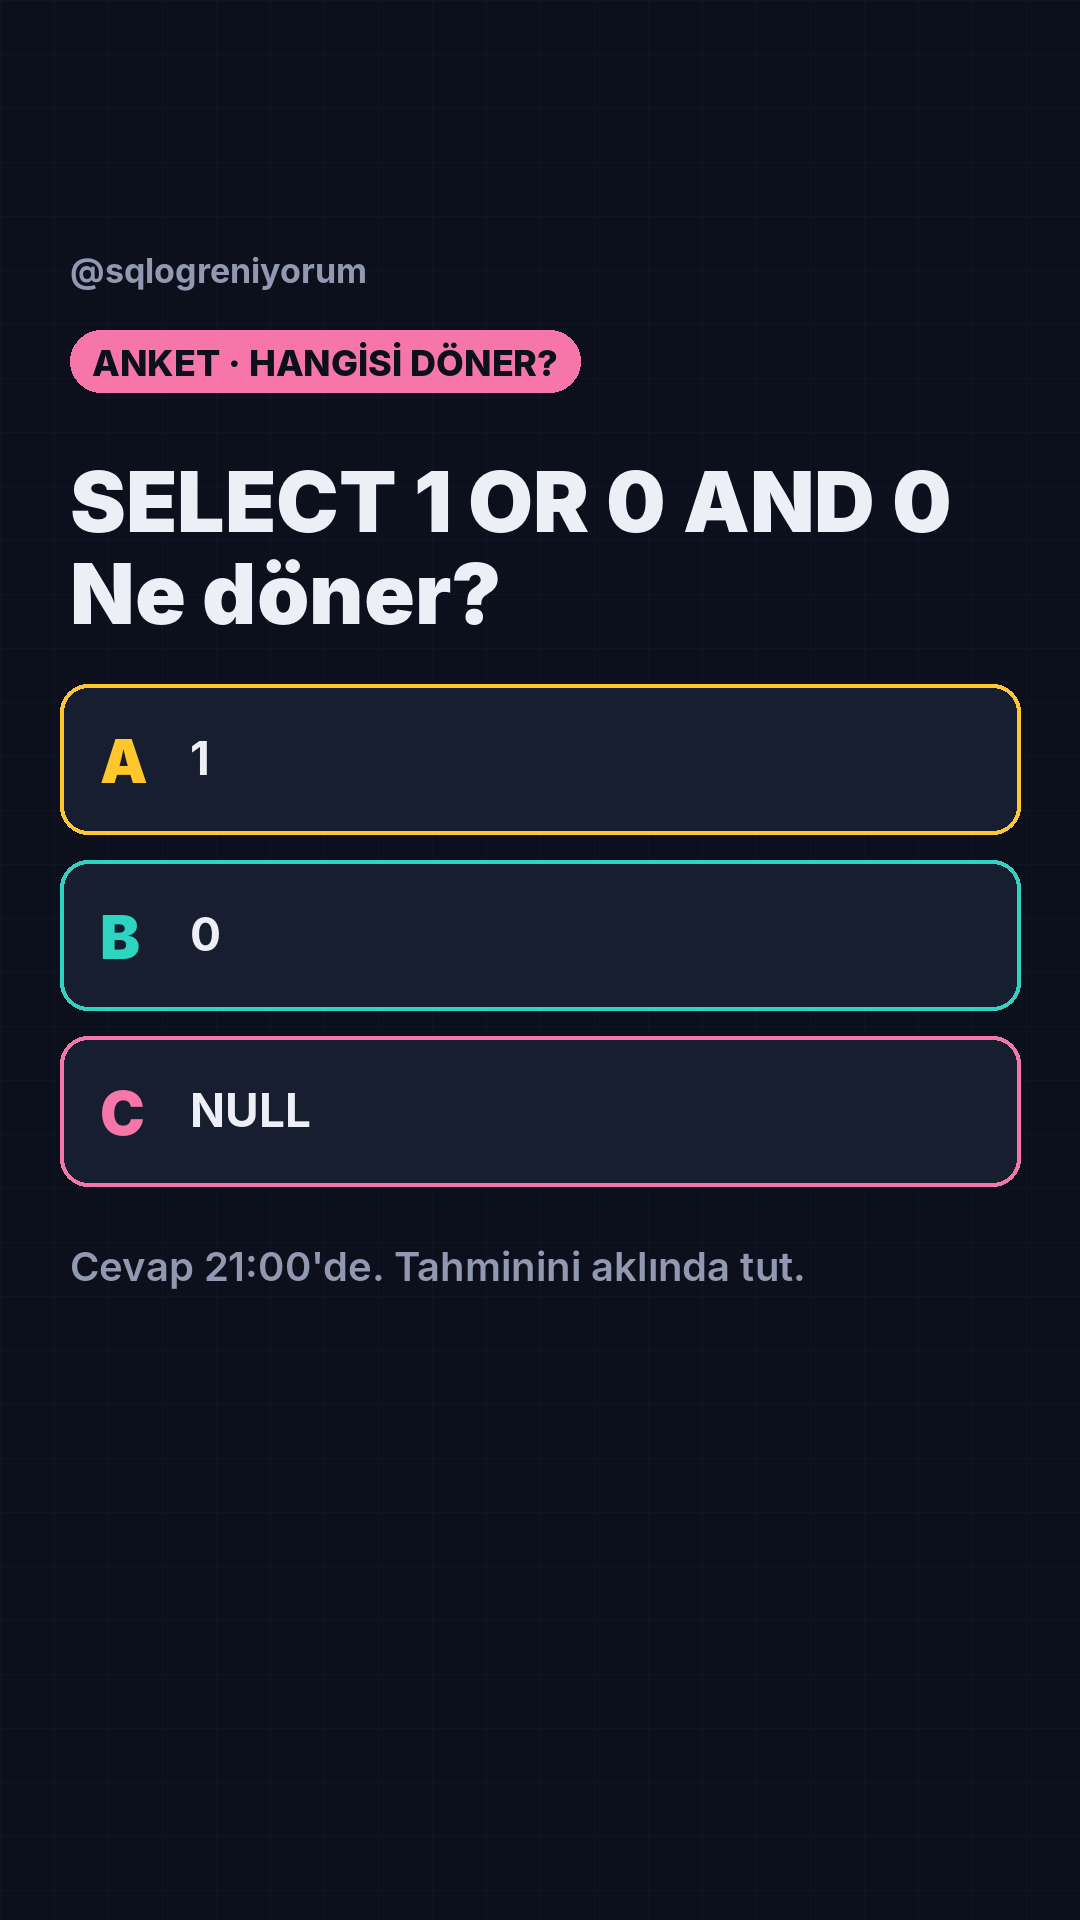 @sqlogreniyorum
ANKET · HANGİSİ DÖNER?
SELECT 1 OR 0 AND 0
Ne döner?
A 1
B 0
C NULL
Cevap 21:00'de. Tahminini aklında tut.